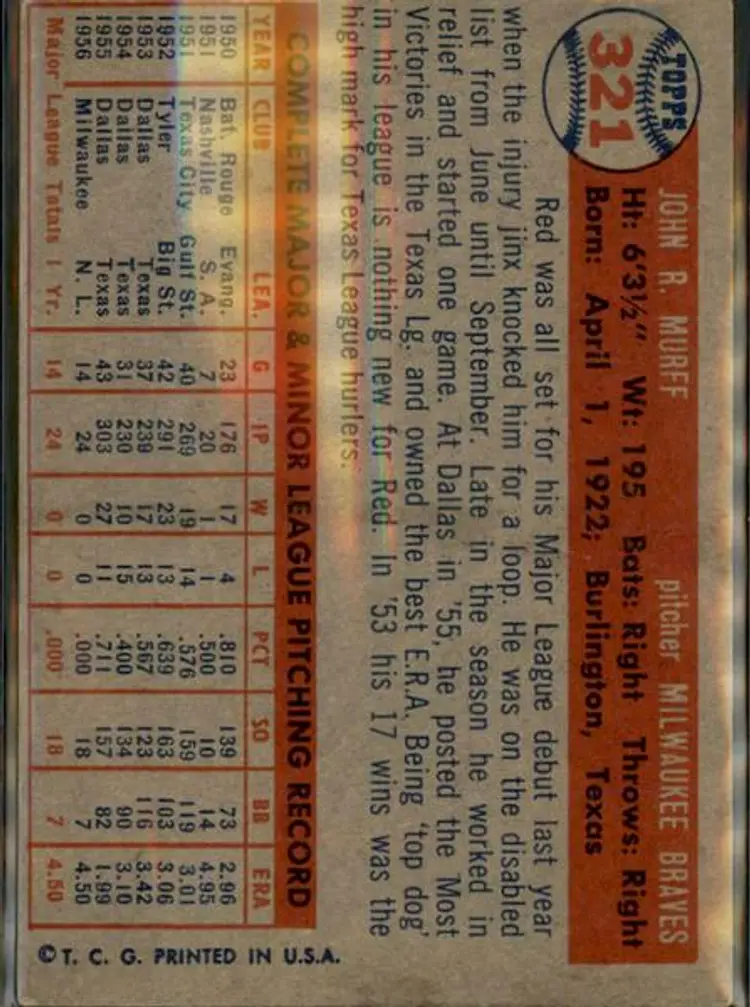 TOPPS
321
JOHN R. MURFF pitcher MILWAUKEE BRAVES
Ht: 6'3½" Wt: 195 Bats: Right Throws: Right
Born: April 1, 1922; Burlington, Texas
Red was all set for his Major League debut last year
when the injury jinx knocked him for a loop. He was on the disabled
list from June until September. Late in the season he worked in
relief and started one game. At Dallas in '55, he posted the Most
Victories in the Texas Lg. and owned the best E.R.A. Being 'top dog'
in his league is nothing new for Red. In '53 his 17 wins was the
high mark for Texas League hurlers.
COMPLETE MAJOR & MINOR LEAGUE PITCHING RECORD
YEAR CLUB LEA. G IP W L PCT SO BB ERA
1950 Bat. Rouge Evang. 23 176 17 4 .810 139 73 2.96
1951 Nashville S. A. 7 20 1 1 .500 10 14 4.95
1951 Texas City Gulf St. 40 269 19 14 .576 159 119 3.01
1952 Tyler Big St. 42 291 23 13 .639 163 103 3.06
1953 Dallas Texas 37 239 17 13 .567 123 116 3.42
1954 Dallas Texas 31 230 10 15 .400 134 90 3.10
1955 Dallas Texas 43 303 27 11 .711 157 82 1.99
1956 Milwaukee N. L. 14 24 0 0 .000 18 7 4.50
Major League Totals 1 Yr. 14 24 0 0 .000 18 7 4.50
© T. C. G. PRINTED IN U.S.A.